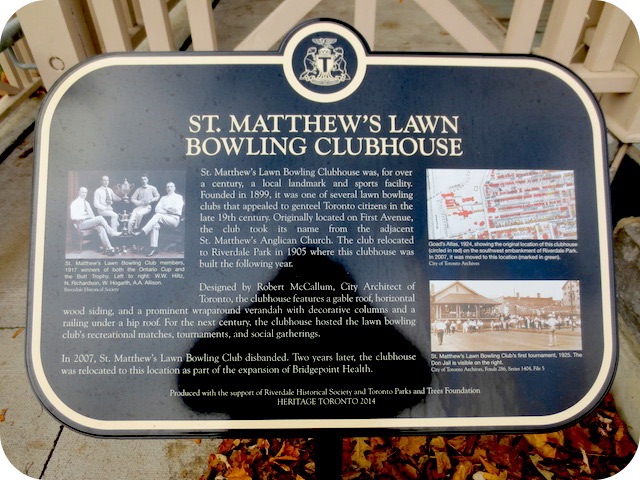 T
ST. MATTHEW'S LAWN
BOWLING CLUBHOUSE
St. Matthew's Lawn Bowling Clubhouse was, for over
a century, a local landmark and sports facility.
Founded in 1899, it was one of several lawn bowling
clubs that appealed to genteel Toronto citizens in the
late 19th century. Originally located on First Avenue,
the club took its name from the adjacent
St. Matthew's Anglican Church. The club relocated
to Riverdale Park in 1905 where this clubhouse was
built the following year.
Designed by Robert McCallum, City Architect of
Toronto, the clubhouse features a gable roof, horizontal
wood siding, and a prominent wraparound verandah with decorative columns and a
railing under a hip roof. For the next century, the clubhouse hosted the lawn bowling
club's recreational matches, tournaments, and social gatherings.
In 2007, St. Matthew's Lawn Bowling Club disbanded. Two years later, the clubhouse
was relocated to this location as part of the expansion of Bridgepoint Health.
Produced with the support of Riverdale Historical Society and Toronto Parks and Trees Foundation
HERITAGE TORONTO 2014
St. Matthew's Lawn Bowling Club members,
1917 winners of both the Ontario Cup and
the Butt Trophy. Left to right: W.W. Hiltz,
N. Richardson, W. Hogarth, A.A. Allison.
Riverdale Historical Society
Goad's Atlas, 1924, showing the original location of this clubhouse
(circled in red) on the southwest embankment of Riverdale Park.
In 2007, it was moved to this location (marked in green).
City of Toronto Archives
St. Matthew's Lawn Bowling Club's first tournament, 1925. The
Don Jail is visible on the right.
City of Toronto Archives, Fonds 286, Series 1404, File 5